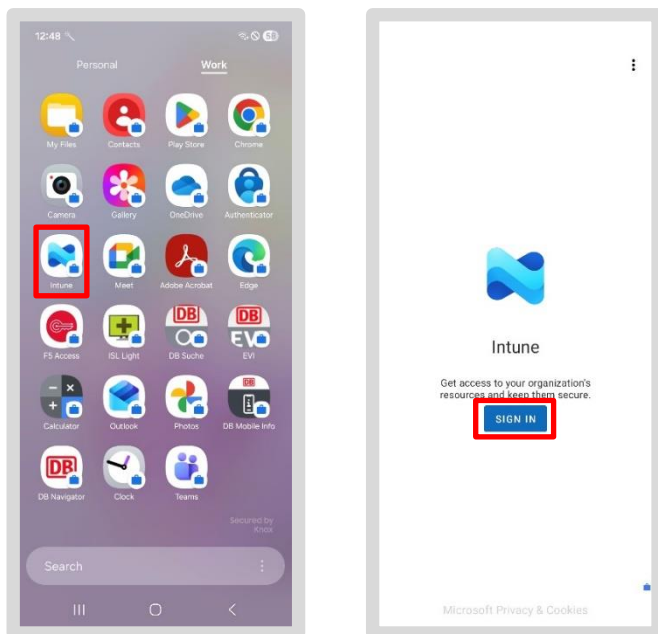 12:48
58
Personal
Work
My Files
Contacts
Play Store
Chrome
Camera
Gallery
OneDrive
Authenticator
Intune
Meet
Adobe Acrobat
Edge
DB
DB
EVI
F5 Access
ISL Light
DB Suche
EVI
DB
Calculator
Outlook
Photos
DB Mobile Info
DB
DB Navigator
Clock
Teams
Secured by
Knox
Search
Intune
Get access to your organization's
resources and keep them secure.
SIGN IN
Microsoft Privacy & Cookies